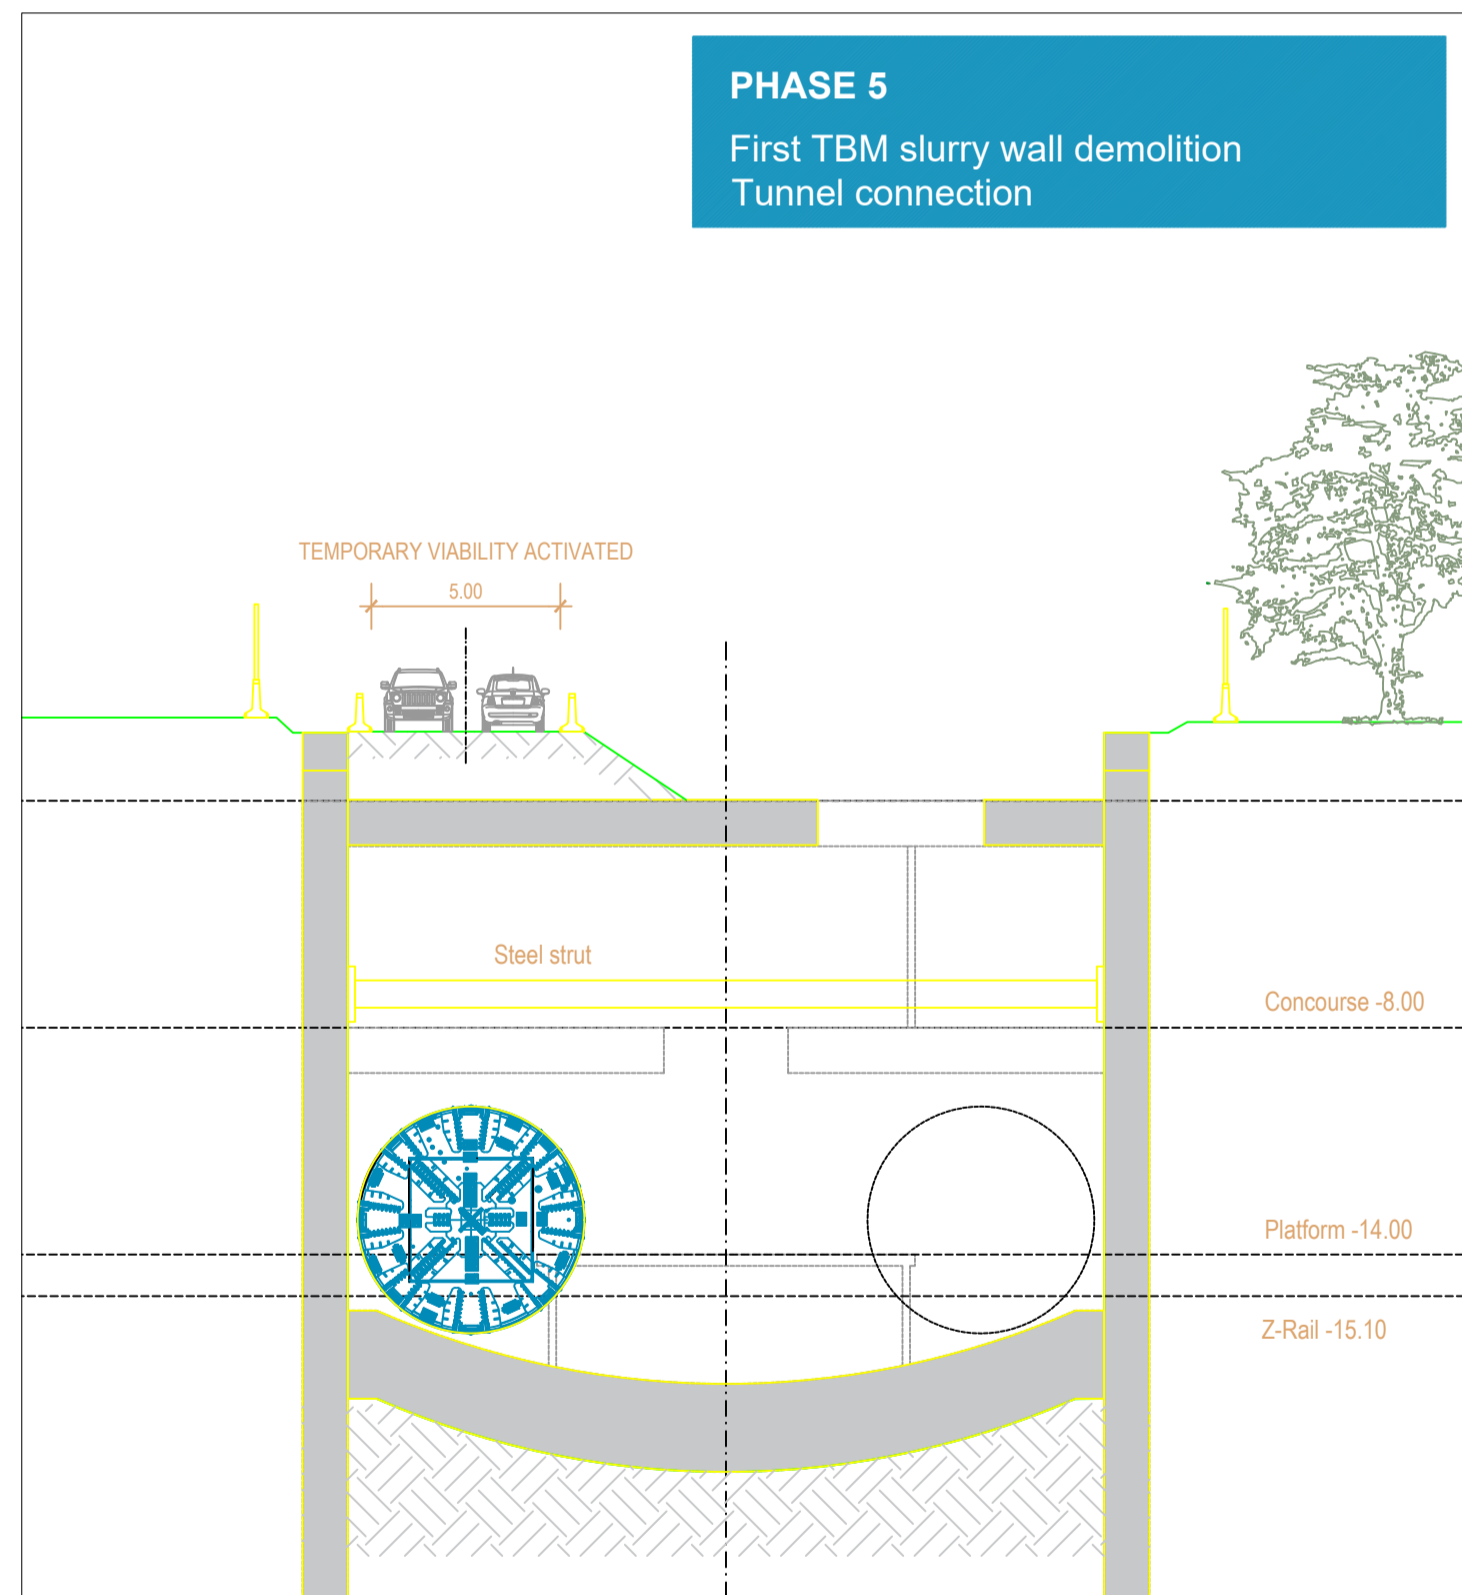 PHASE 5
First TBM slurry wall demolition
Tunnel connection
TEMPORARY VIABILITY ACTIVATED
5.00
Steel strut
Concourse -8.00
Platform -14.00
Z-Rail -15.10